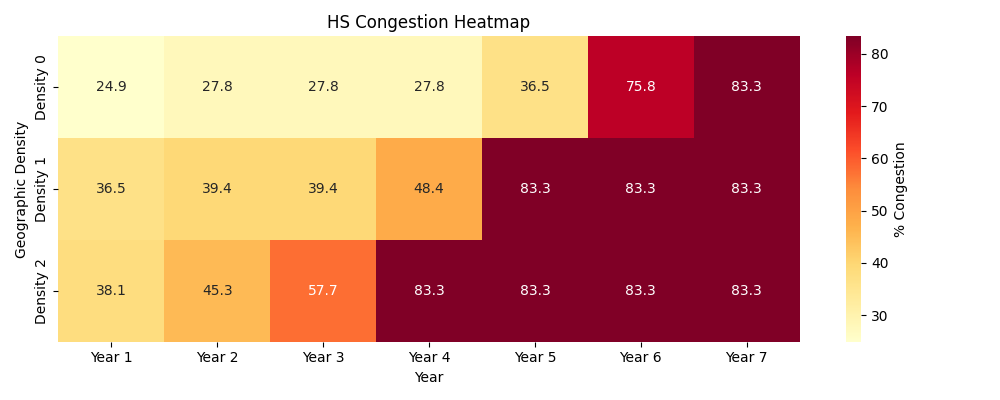 HS Congestion Heatmap
Geographic Density
Density 0
24.9 27.8 27.8 27.8 36.5 75.8 83.3
Density 1
36.5 39.4 39.4 48.4 83.3 83.3 83.3
Density 2
38.1 45.3 57.7 83.3 83.3 83.3 83.3
Year 1 Year 2 Year 3 Year 4 Year 5 Year 6 Year 7
Year
80
70
60
50
40
30
% Congestion